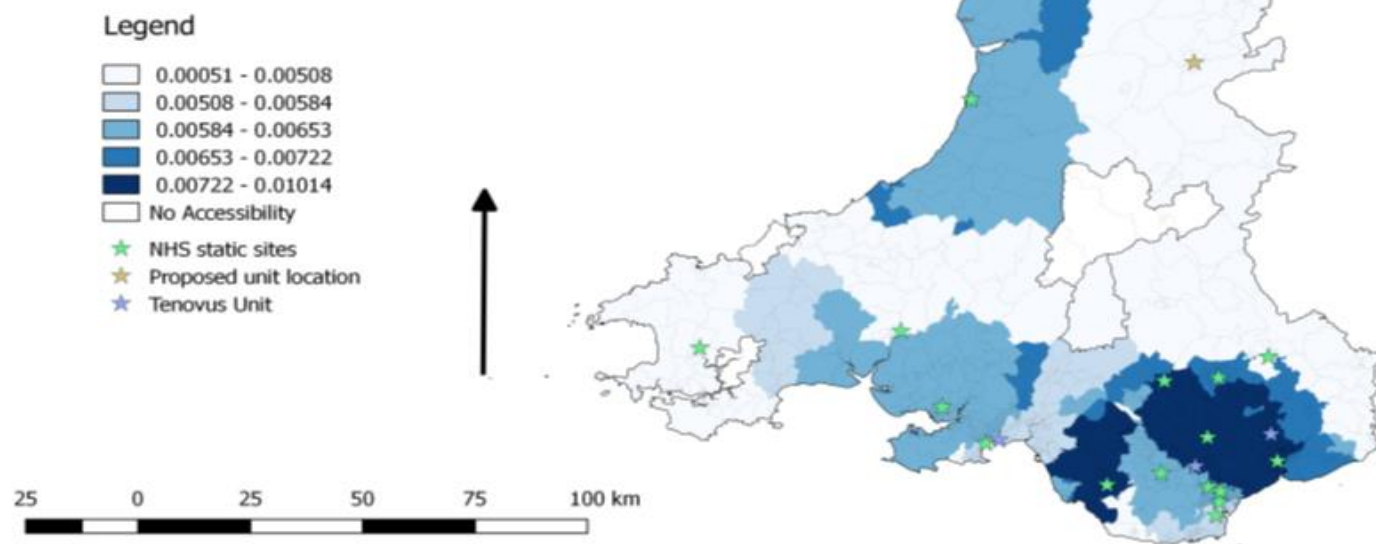 Legend
0.00051 - 0.00508
0.00508 - 0.00584
0.00584 - 0.00653
0.00653 - 0.00722
0.00722 - 0.01014
No Accessibility
NHS static sites
Proposed unit location
Tenovus Unit
25 0 25 50 75 100 km